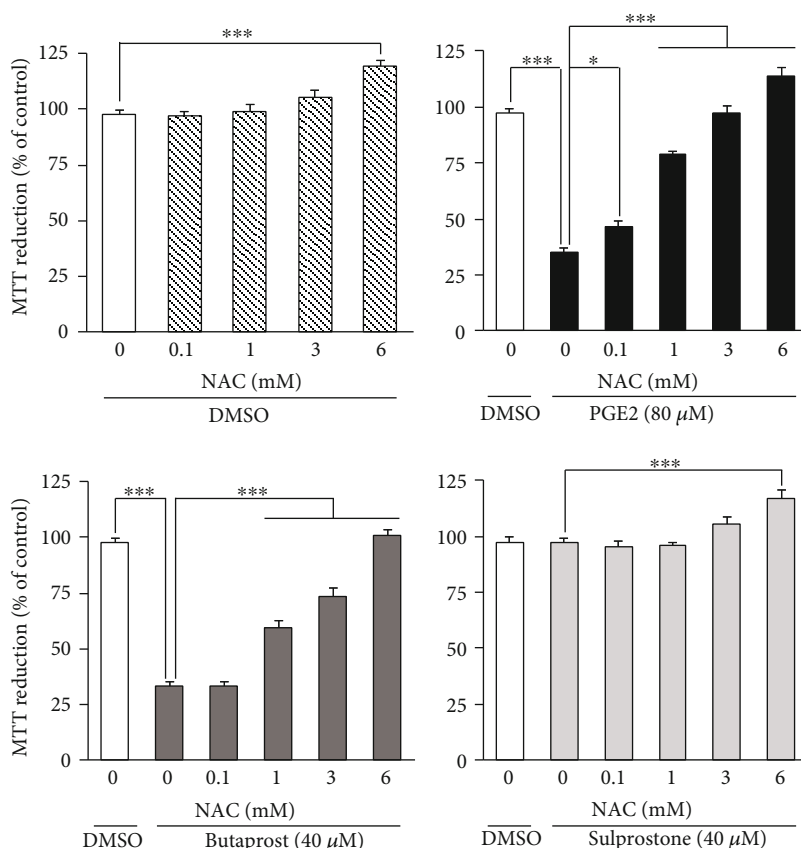 ***
MTT reduction (% of control)
125
100
75
50
25
0
0 0.1 1 3 6
NAC (mM)
DMSO
***
*** *
125
100
75
50
25
0
0 0 0.1 1 3 6
NAC (mM)
DMSO PGE2 (80 µM)
*** ***
MTT reduction (% of control)
125
100
75
50
25
0
0 0 0.1 1 3 6
NAC (mM)
DMSO Butaprost (40 µM)
***
125
100
75
50
25
0
0 0 0.1 1 3 6
NAC (mM)
DMSO Sulprostone (40 µM)